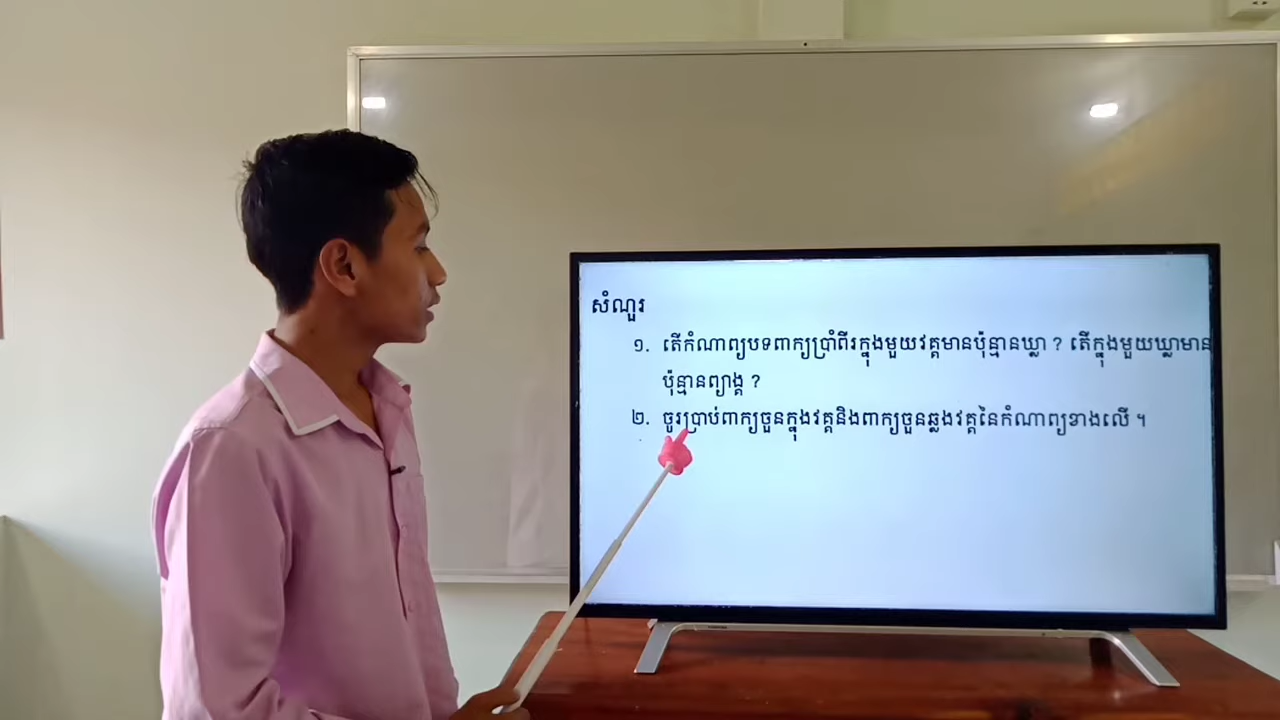 សំណួរ
១. តើកំណាព្យបទពាក្យប្រាំពីរក្នុងមួយវគ្គមានប៉ុន្មានឃ្លា ? តើក្នុងមួយឃ្លាមាន
ប៉ុន្មានព្យាង្គ ?
២. ចូរប្រាប់ពាក្យចួនក្នុងវគ្គនិងពាក្យចួនឆ្លងវគ្គនៃកំណាព្យខាងលើ ។